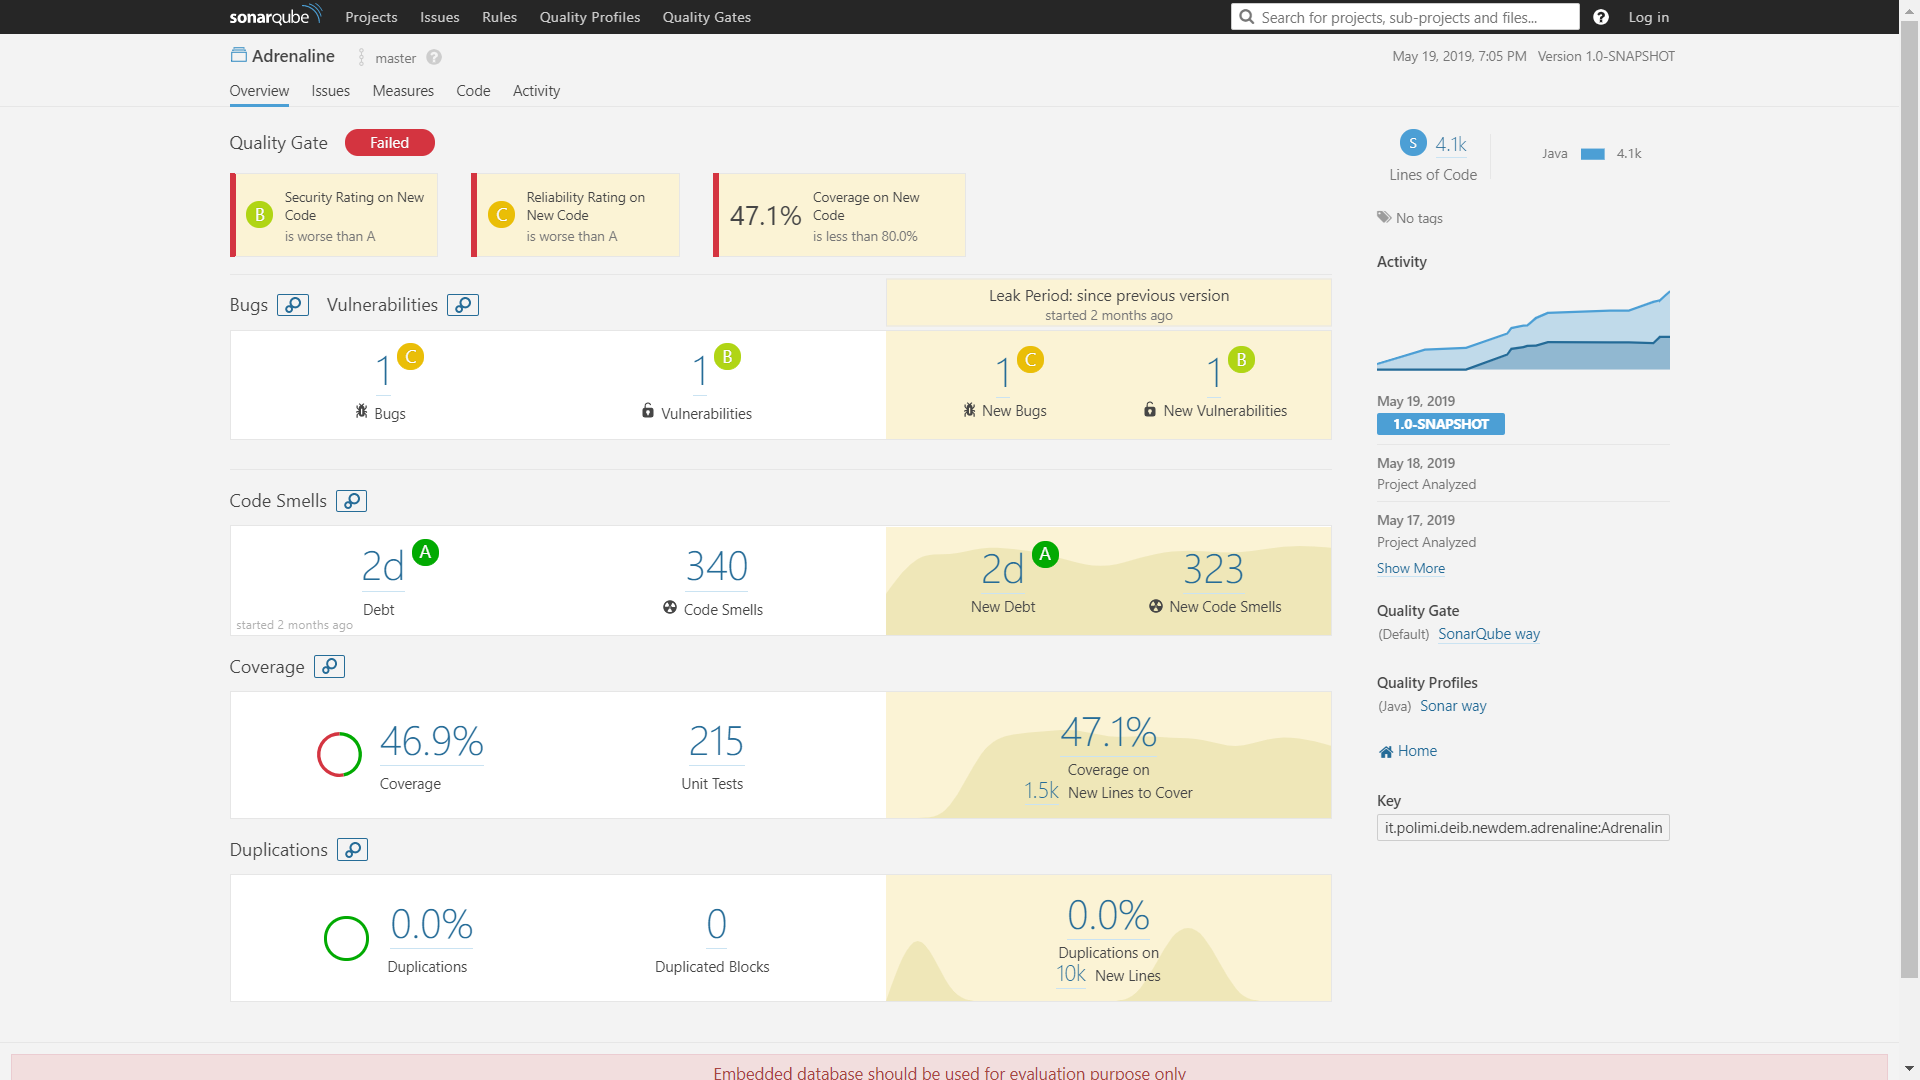 sonarqube Projects Issues Rules Quality Profiles Quality Gates Search for projects, sub-projects and files... ? Log in
Adrenaline master ? May 19, 2019, 7:05 PM Version 1.0-SNAPSHOT
Overview Issues Measures Code Activity
Quality Gate Failed
B Security Rating on New Code
is worse than A
C Reliability Rating on New Code
is worse than A
47.1% Coverage on New Code
is less than 80.0%
Bugs Vulnerabilities
Leak Period: since previous version
started 2 months ago
1 C
Bugs
1 B
Vulnerabilities
1 C
New Bugs
1 B
New Vulnerabilities
Code Smells
2d A
Debt
started 2 months ago
340
Code Smells
2d A
New Debt
323
New Code Smells
Coverage
46.9%
Coverage
215
Unit Tests
47.1%
Coverage on
1.5k New Lines to Cover
Duplications
0.0%
Duplications
0
Duplicated Blocks
0.0%
Duplications on
10k New Lines
S 4.1k
Lines of Code
Java 4.1k
No tags
Activity
May 19, 2019
1.0-SNAPSHOT
May 18, 2019
Project Analyzed
May 17, 2019
Project Analyzed
Show More
Quality Gate
(Default) SonarQube way
Quality Profiles
(Java) Sonar way
Home
Key
it.polimi.deib.newdem.adrenaline:Adrenalin
Embedded database should be used for evaluation purpose only